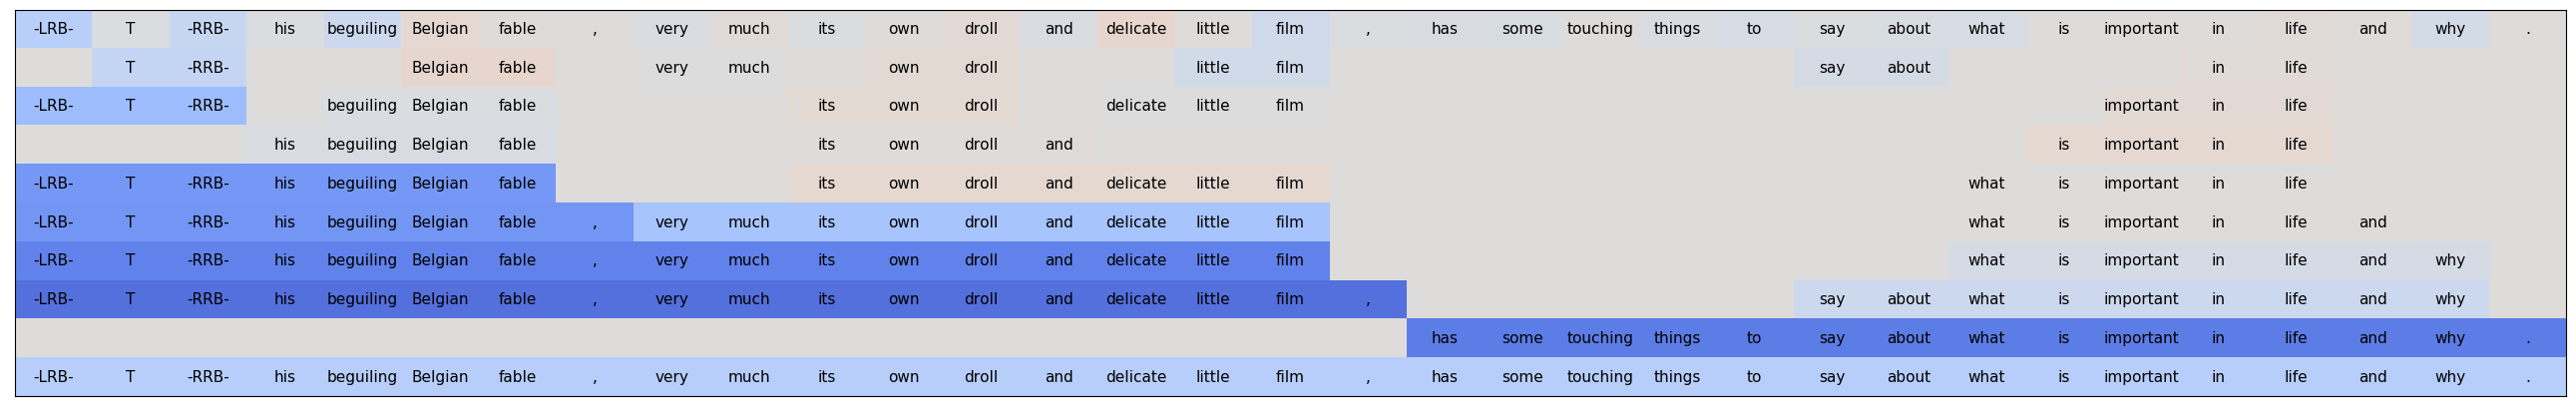 -LRB- T -RRB- his beguiling Belgian fable , very much its own droll and delicate little film , has some touching things to say about what is important in life and why .
T -RRB- Belgian fable very much own droll little film say about in life
-LRB- T -RRB- beguiling Belgian fable its own droll delicate little film important in life
his beguiling Belgian fable its own droll and is important in life
-LRB- T -RRB- his beguiling Belgian fable its own droll and delicate little film what is important in life
-LRB- T -RRB- his beguiling Belgian fable , very much its own droll and delicate little film what is important in life and
-LRB- T -RRB- his beguiling Belgian fable , very much its own droll and delicate little film what is important in life and why
-LRB- T -RRB- his beguiling Belgian fable , very much its own droll and delicate little film , say about what is important in life and why
has some touching things to say about what is important in life and why .
-LRB- T -RRB- his beguiling Belgian fable , very much its own droll and delicate little film , has some touching things to say about what is important in life and why .